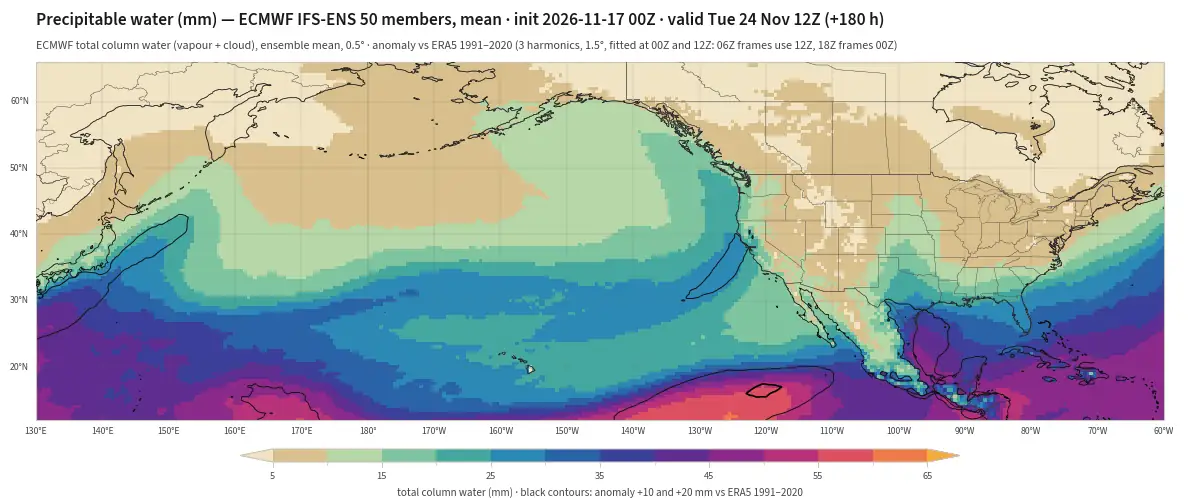 Precipitable water (mm) — ECMWF IFS-ENS 50 members, mean · init 2026-11-17 00Z · valid Tue 24 Nov 12Z (+180 h)
ECMWF total column water (vapour + cloud), ensemble mean, 0.5° · anomaly vs ERA5 1991–2020 (3 harmonics, 1.5°, fitted at 00Z and 12Z: 06Z frames use 12Z, 18Z frames 00Z)
60°N
50°N
40°N
30°N
20°N
130°E 140°E 150°E 160°E 170°E 180° 170°W 160°W 150°W 140°W 130°W 120°W 110°W 100°W 90°W 80°W 70°W 60°W
5 15 25 35 45 55 65
total column water (mm) · black contours: anomaly +10 and +20 mm vs ERA5 1991–2020